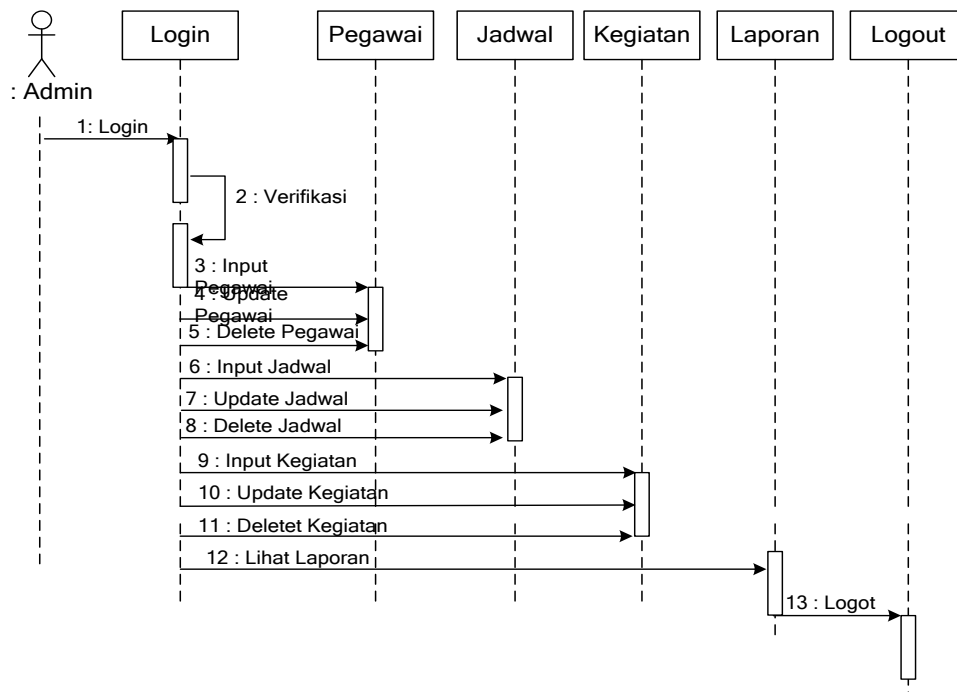 Login
Pegawai
Jadwal
Kegiatan
Laporan
Logout
: Admin
1: Login
2 : Verifikasi
3 : Input
Pegawai
4 : Update
Pegawai
5 : Delete Pegawai
6 : Input Jadwal
7 : Update Jadwal
8 : Delete Jadwal
9 : Input Kegiatan
10 : Update Kegiatan
11 : Deletet Kegiatan
12 : Lihat Laporan
13 : Logot